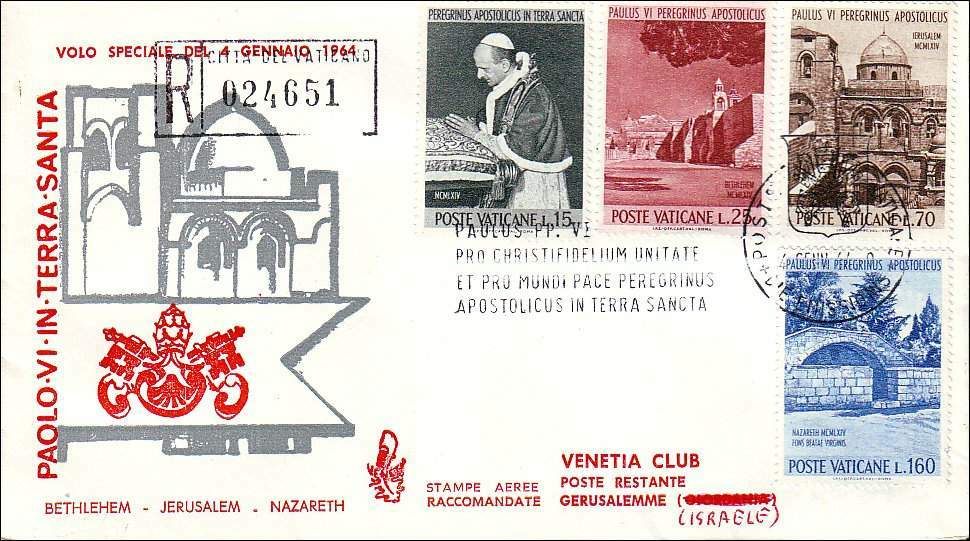 VOLO SPECIALE DEL 4 GENNAIO 1964
R
CITTÀ DEL VATICANO
024651
PAOLO·VI·IN·TERRA·SANTA
BETHLEHEM - JERUSALEM - NAZARETH
PEREGRINUS APOSTOLICUS IN TERRA SANCTA
MCMLXIV
POSTE VATICANE L.15
PAULUS VI PEREGRINUS APOSTOLICUS
BETHLEHEM
MCMLXIV
POSTE VATICANE L.25
PAULUS VI PEREGRINUS APOSTOLICUS
IERUSALEM
MCMLXIV
POSTE VATICANE L.70
PAULUS PP. VI
PRO CHRISTIFIDELIUM UNITATE
ET PRO MUNDI PACE PEREGRINUS
APOSTOLICUS IN TERRA SANCTA
PAULUS VI PEREGRINUS APOSTOLICUS
NAZARETH MCMLXIV
FONS BEATAE VIRGINIS
POSTE VATICANE L.160
STAMPE AEREE
RACCOMANDATE
VENETIA CLUB
POSTE RESTANTE
GERUSALEMME (GIORDANIA)
(ISRAELE)